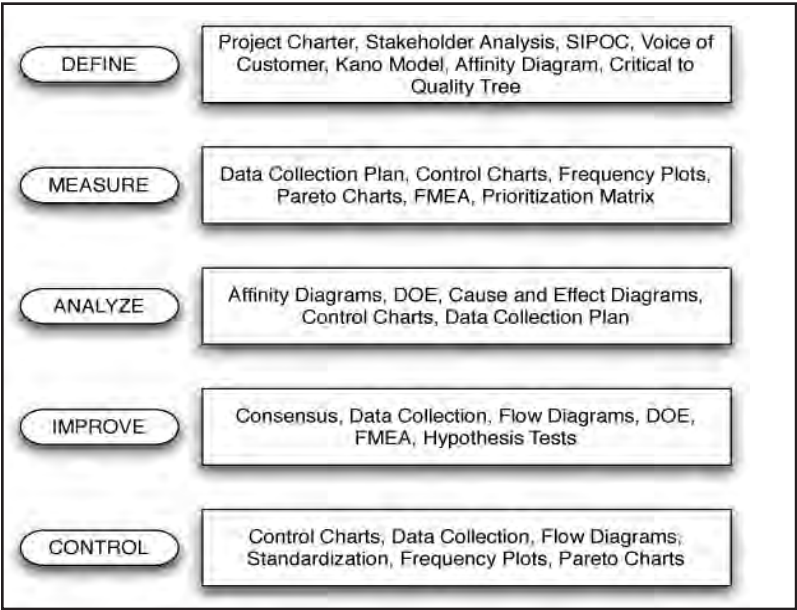 DEFINE
Project Charter, Stakeholder Analysis, SIPOC, Voice of
Customer, Kano Model, Affinity Diagram, Critical to
Quality Tree
MEASURE
Data Collection Plan, Control Charts, Frequency Plots,
Pareto Charts, FMEA, Prioritization Matrix
ANALYZE
Affinity Diagrams, DOE, Cause and Effect Diagrams,
Control Charts, Data Collection Plan
IMPROVE
Consensus, Data Collection, Flow Diagrams, DOE,
FMEA, Hypothesis Tests
CONTROL
Control Charts, Data Collection, Flow Diagrams,
Standardization, Frequency Plots, Pareto Charts